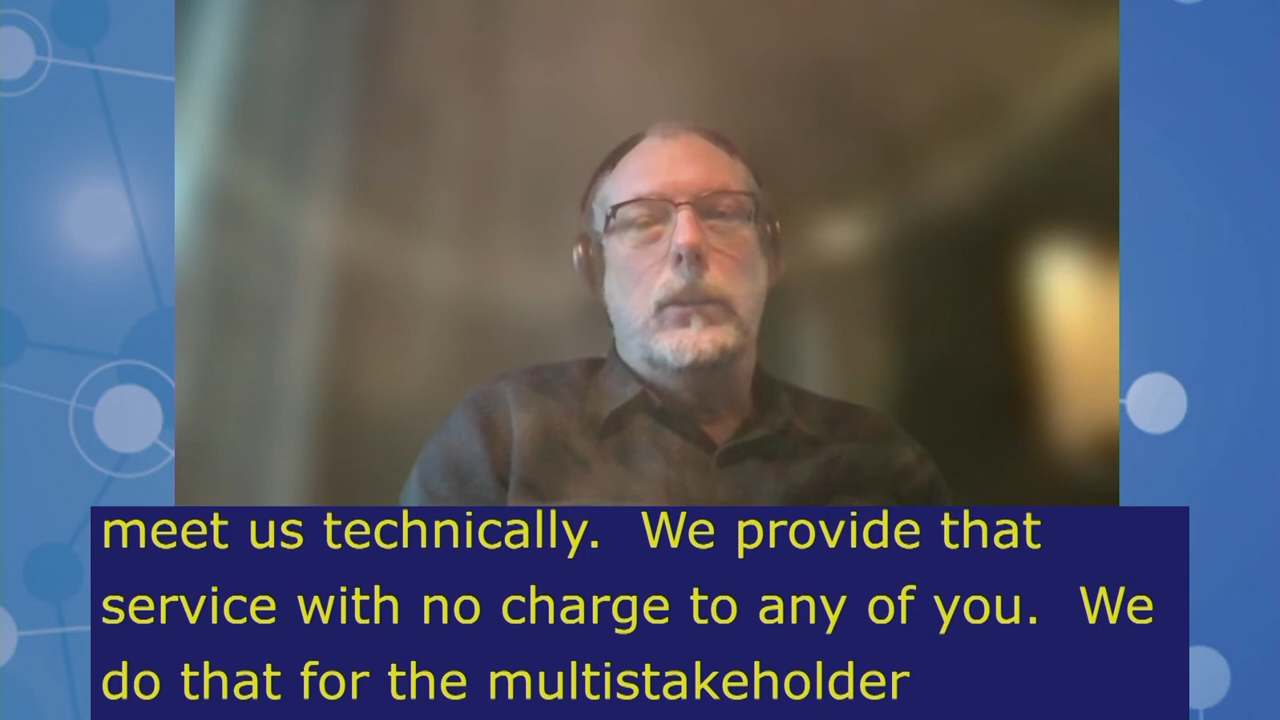 meet us technically.  We provide that
service with no charge to any of you.  We
do that for the multistakeholder